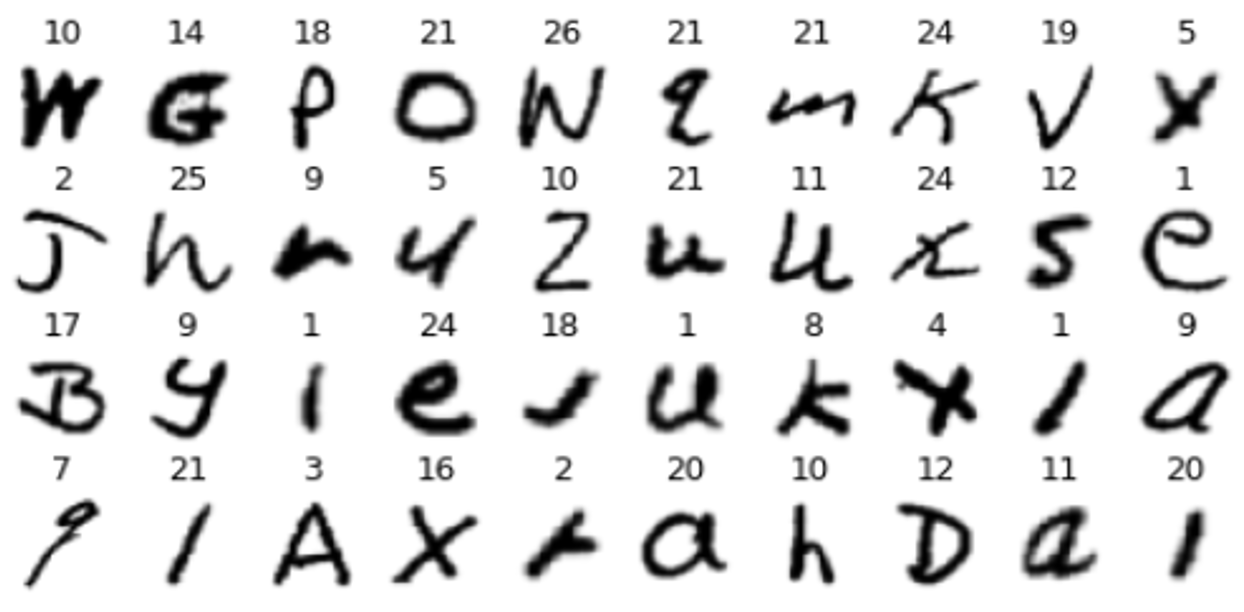 10 14 18 21 26 21 21 24 19 5
W G P O W q m K V X
2 25 9 5 10 21 11 24 12 1
J h r y Z u U x S e
17 9 1 24 18 1 8 4 1 9
B y l e u k x l a
7 21 3 16 2 20 10 12 11 20
q l A X r a h D a l